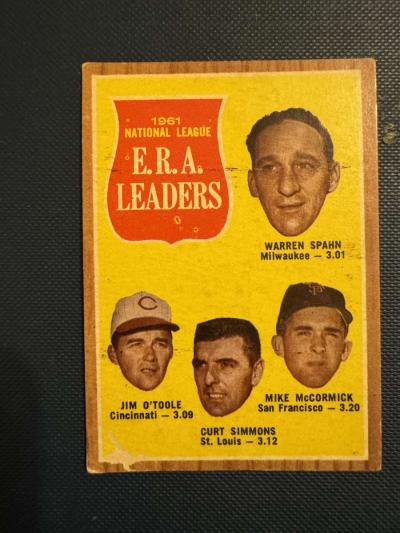 1961
NATIONAL LEAGUE
E.R.A.
LEADERS
WARREN SPAHN
Milwaukee — 3.01
JIM O'TOOLE
Cincinnati — 3.09
MIKE McCORMICK
San Francisco — 3.20
CURT SIMMONS
St. Louis — 3.12